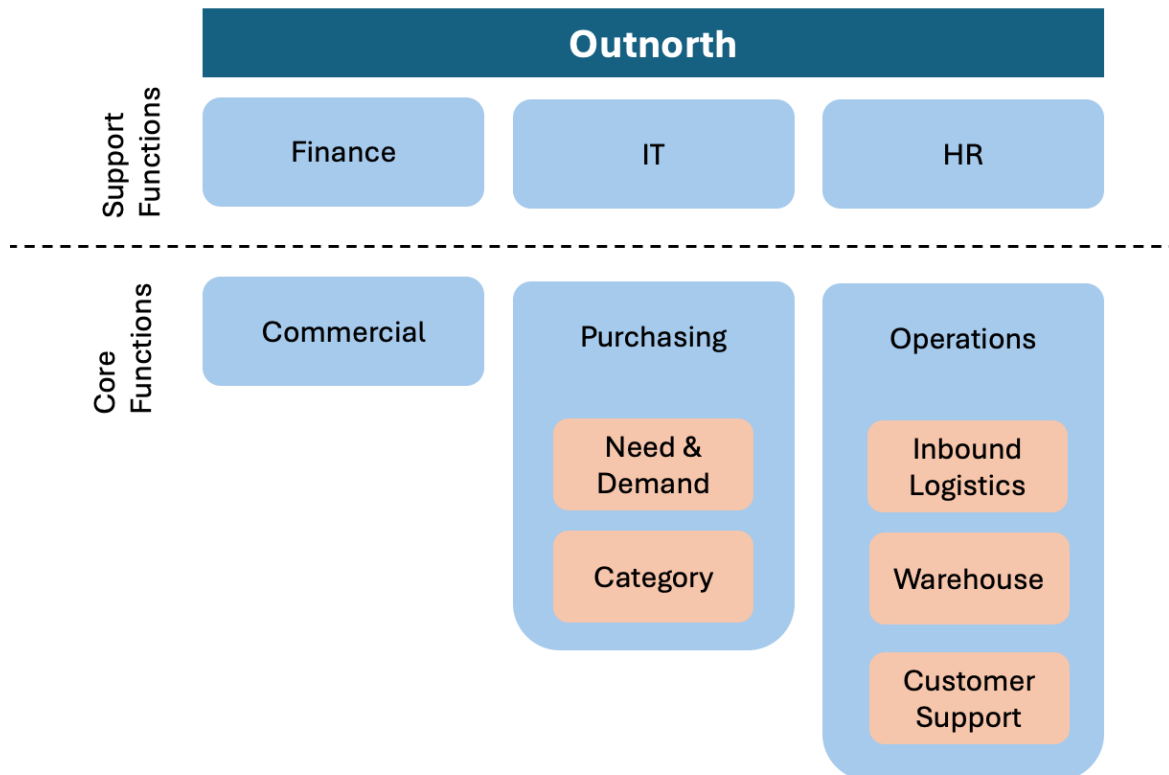 Outnorth
Support
Functions
Finance
IT
HR
Core
Functions
Commercial
Purchasing
Need &
Demand
Category
Operations
Inbound
Logistics
Warehouse
Customer
Support